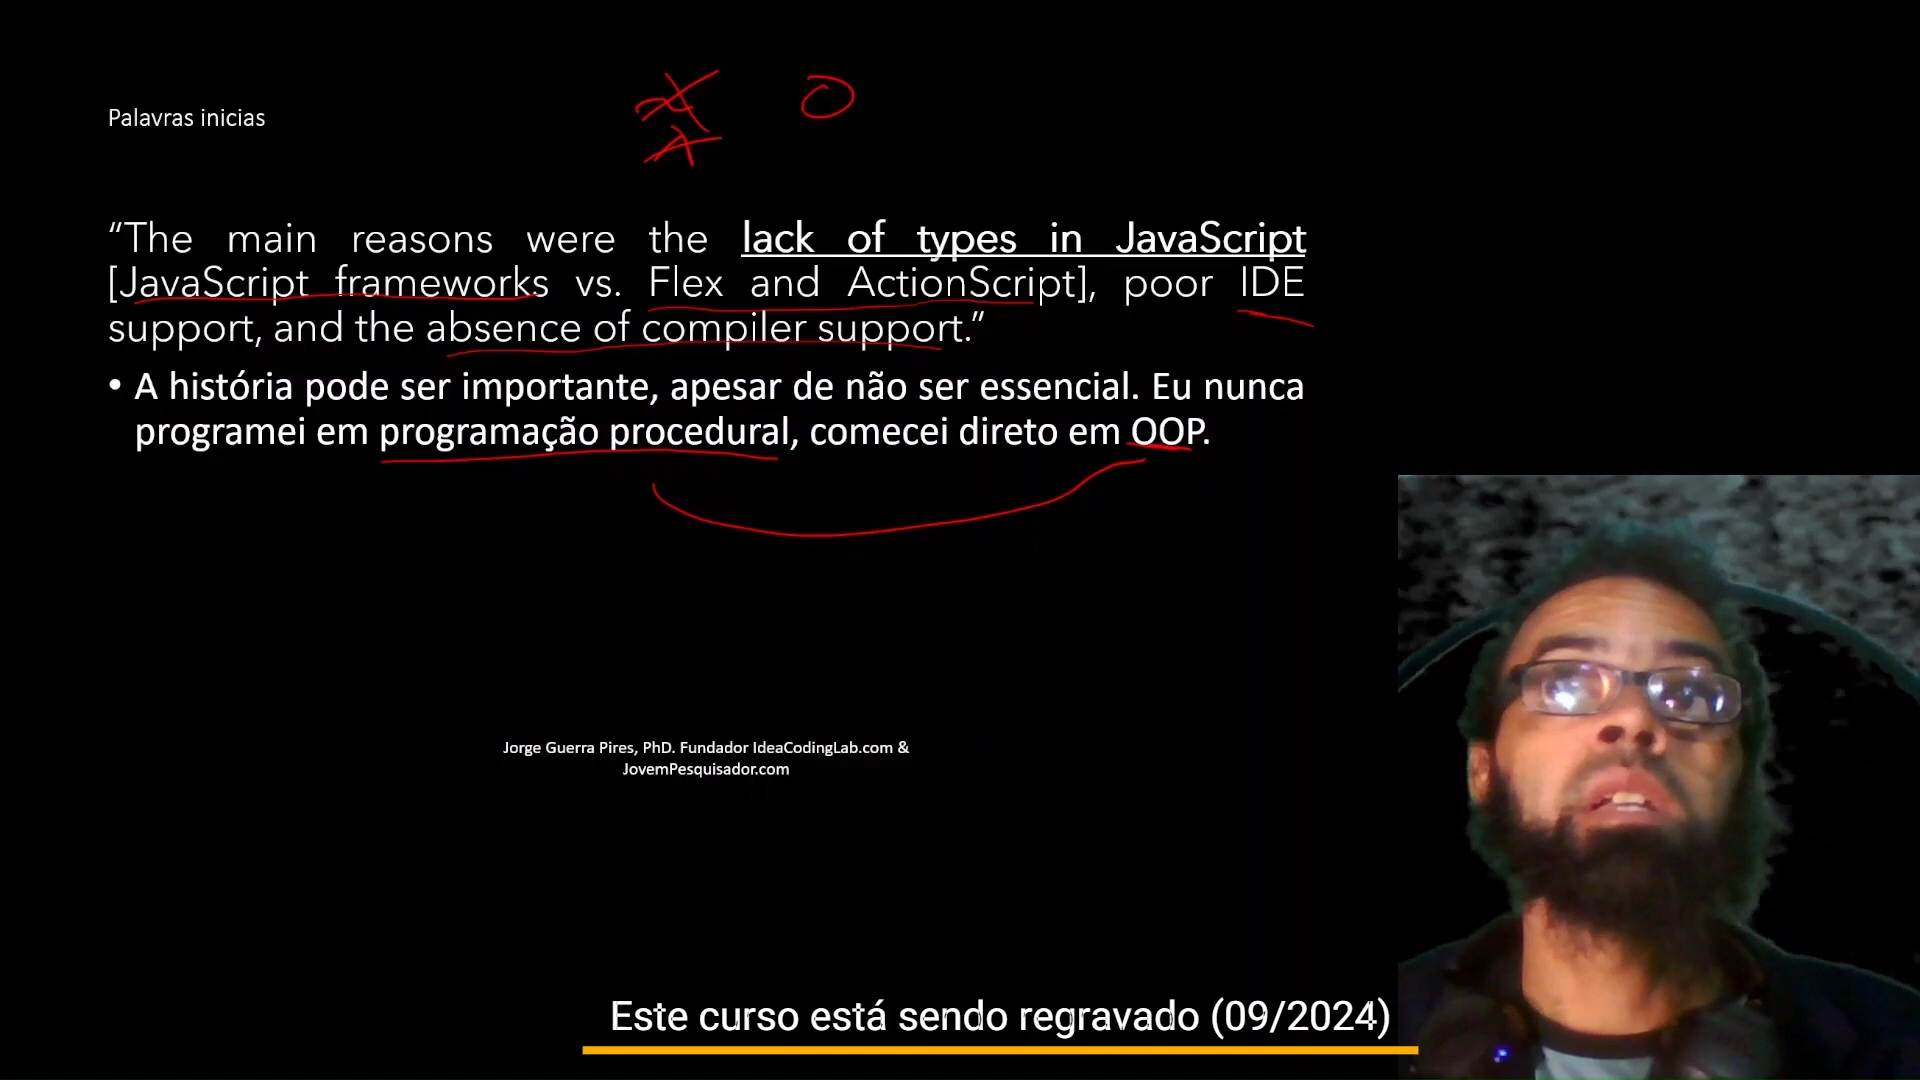 Palavras inicias
“The main reasons were the lack of types in JavaScript
[JavaScript frameworks vs. Flex and ActionScript], poor IDE
support, and the absence of compiler support.”
• A história pode ser importante, apesar de não ser essencial. Eu nunca
programei em programação procedural, comecei direto em OOP.
Jorge Guerra Pires, PhD. Fundador IdeaCodingLab.com &
JovemPesquisador.com
Este curso está sendo regravado (09/2024)